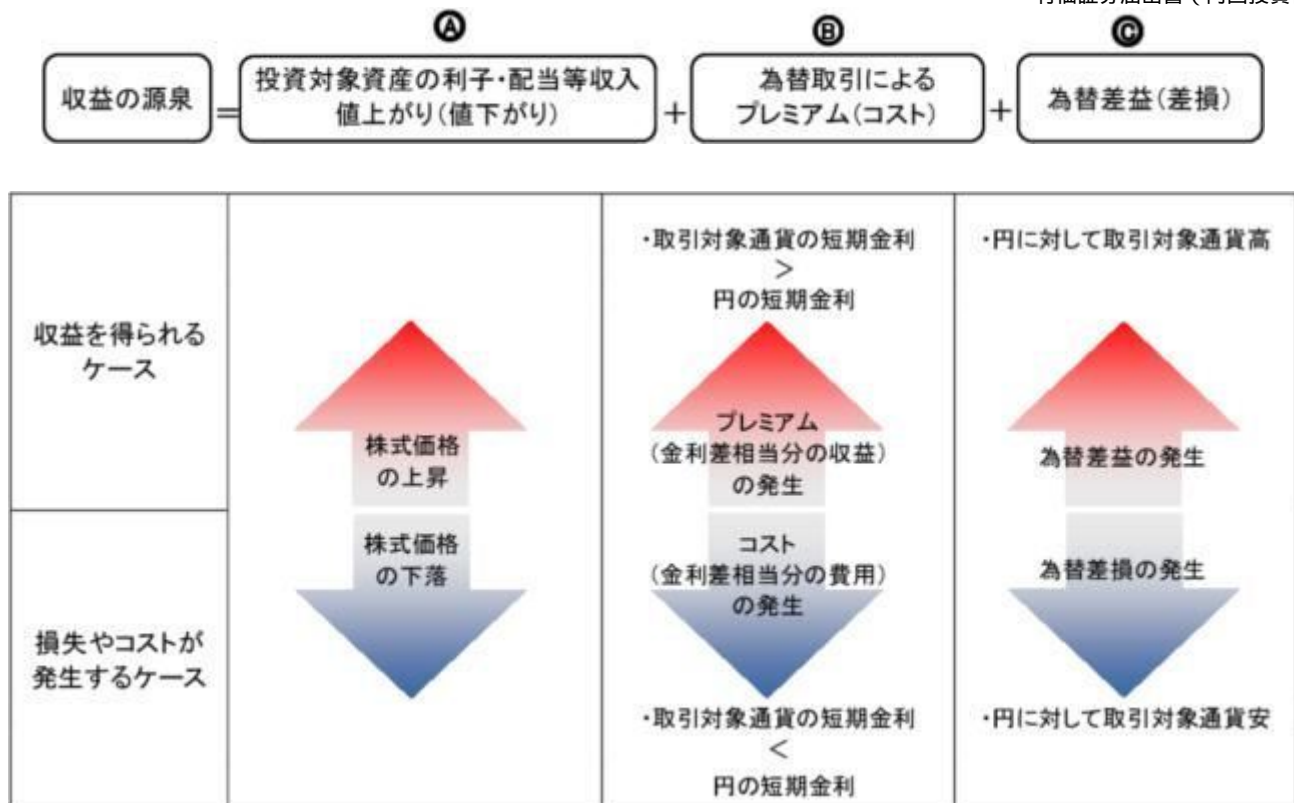 Ⓐ
Ⓑ
Ⓒ
収益の源泉
=
投資対象資産の利子・配当等収入
値上がり(値下がり)
+
為替取引による
プレミアム(コスト)
+
為替差益(差損)
収益を得られる
ケース
株式価格
の上昇
・取引対象通貨の短期金利
>
円の短期金利
プレミアム
(金利差相当分の収益)
の発生
・円に対して取引対象通貨高
為替差益の発生
損失やコストが
発生するケース
株式価格
の下落
コスト
(金利差相当分の費用)
の発生
・取引対象通貨の短期金利
<
円の短期金利
為替差損の発生
・円に対して取引対象通貨安